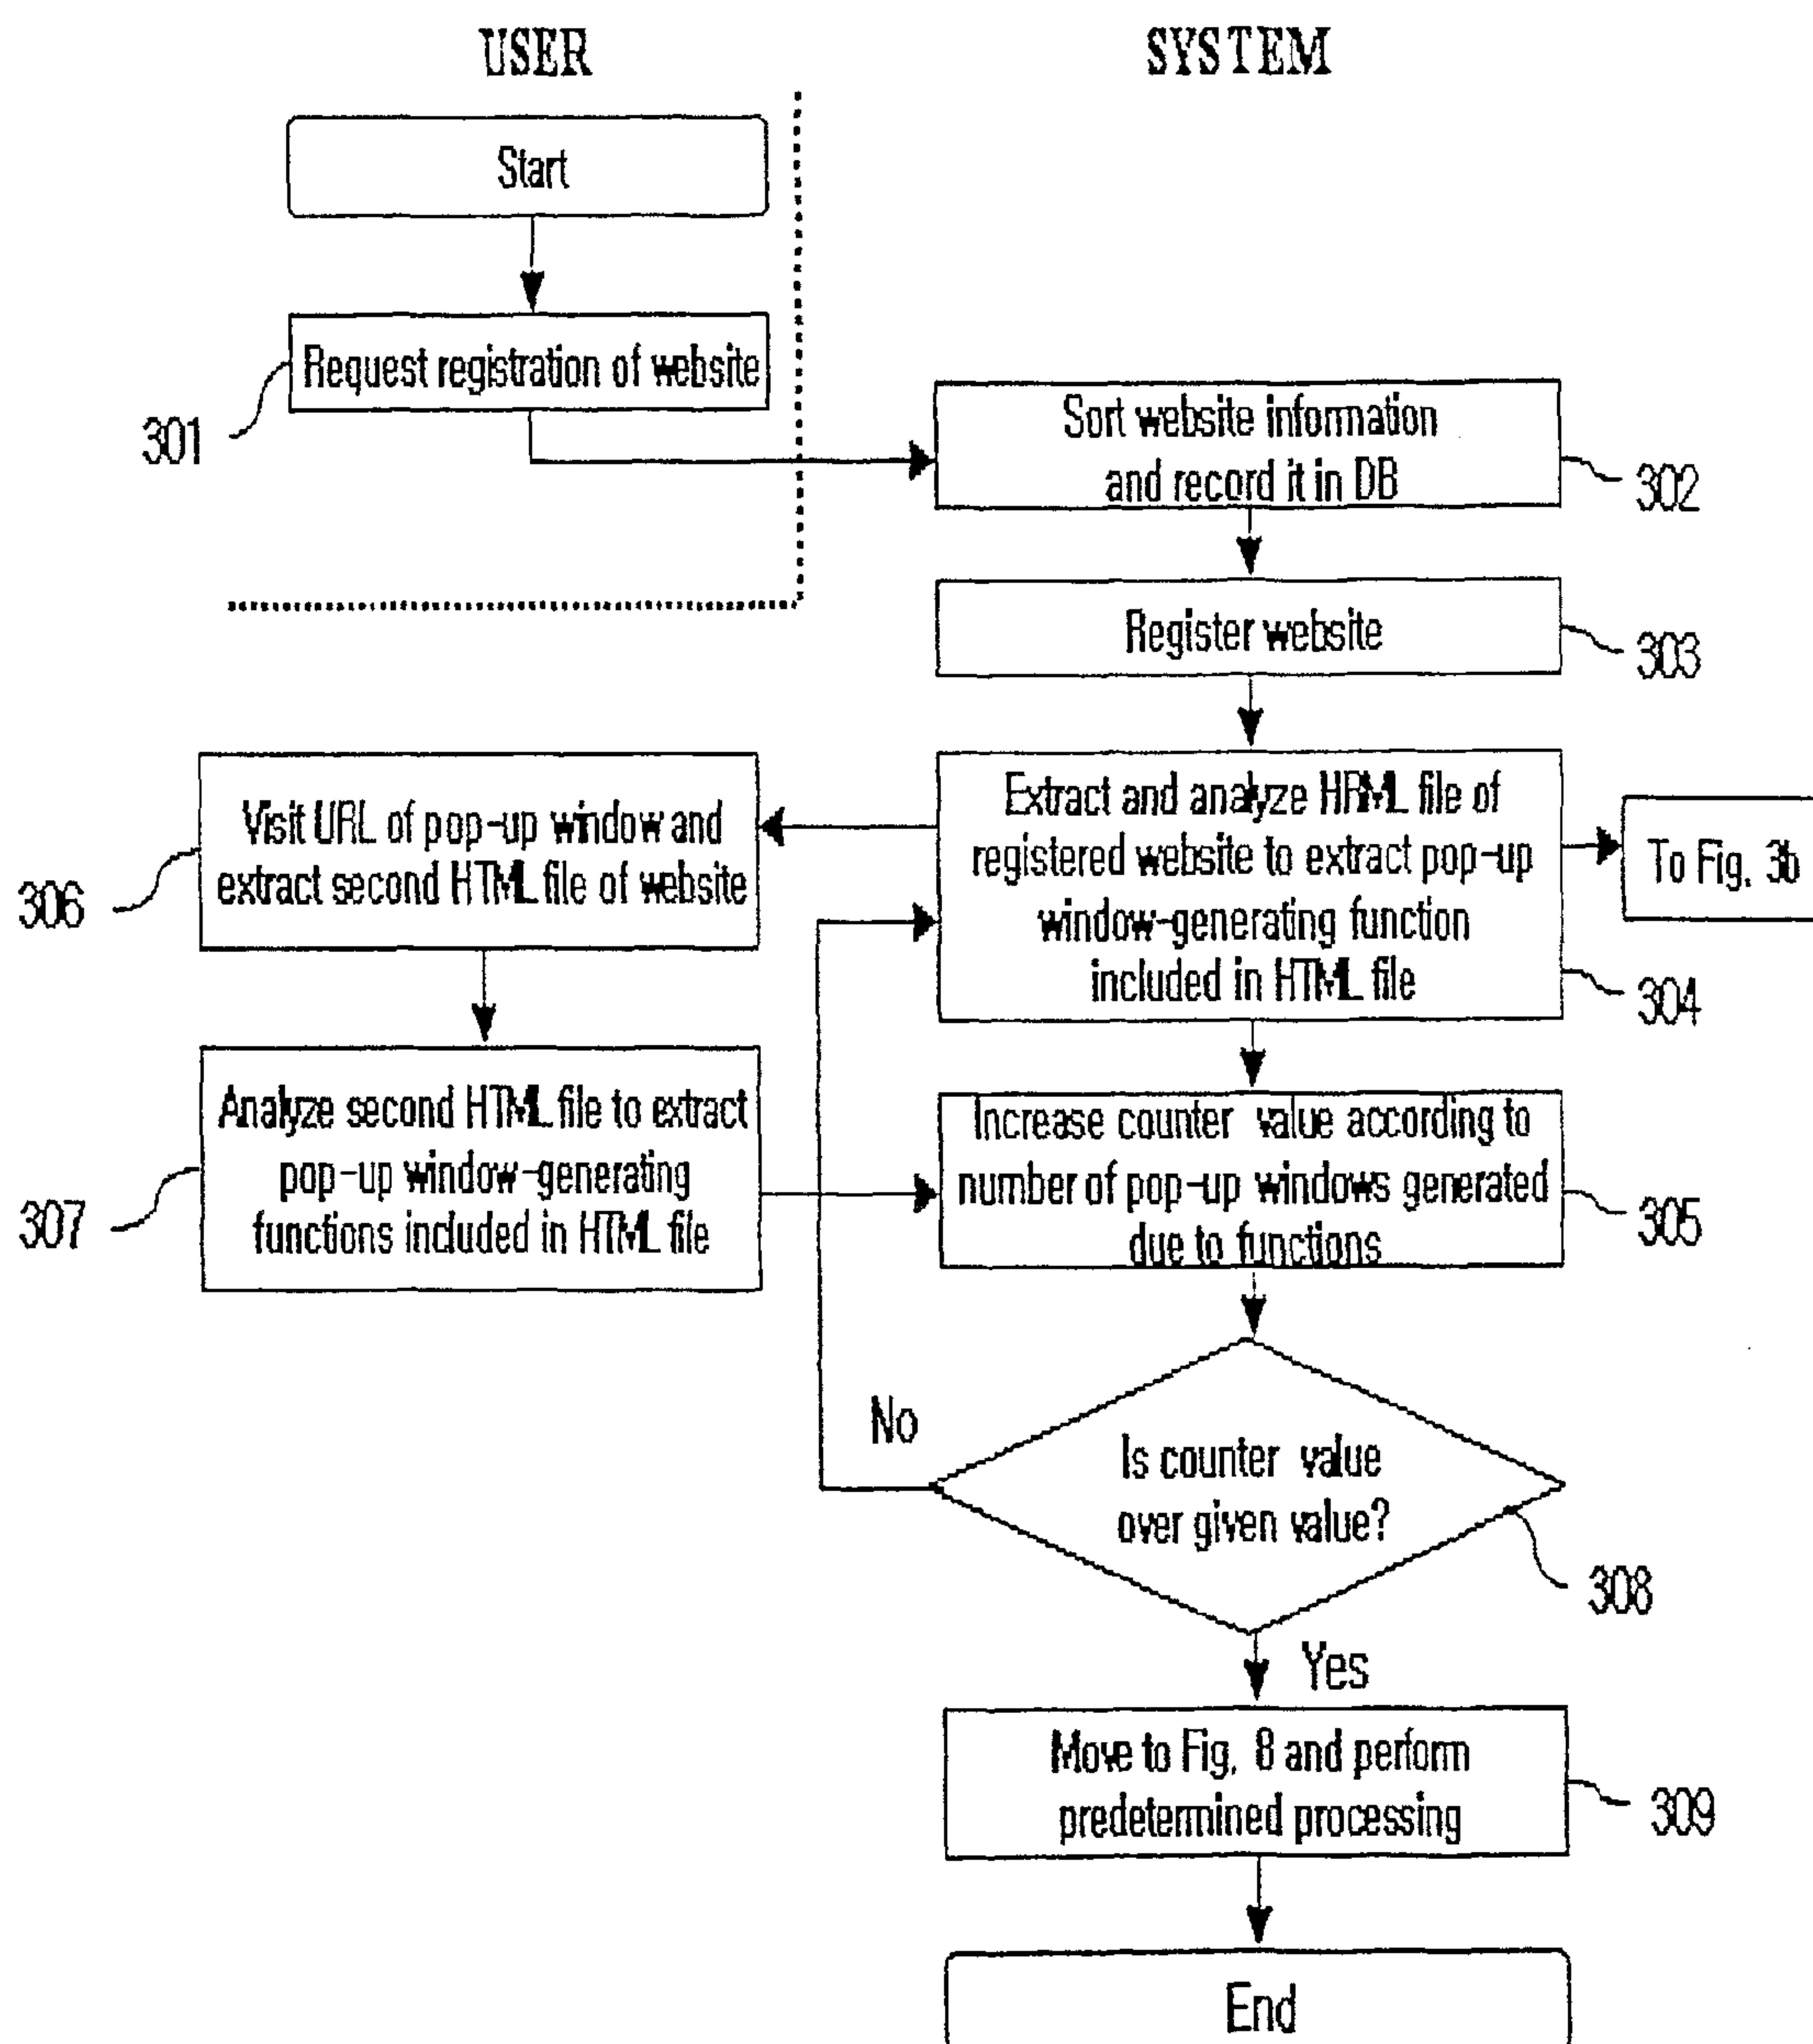 USER
SYSTEM
Start
Request registration of website
301
Sort website information
and record it in DB
302
Register website
303
Extract and analyze HRML file of
registered website to extract pop-up
window-generating function
included in HTML file
304
To Fig. 3b
Visit URL of pop-up window and
extract second HTML file of website
306
Analyze second HTML file to extract
pop-up window-generating
functions included in HTML file
307
Increase counter value according to
number of pop-up windows generated
due to functions
305
No
Is counter value
over given value?
308
Yes
Move to Fig. 8 and perform
predetermined processing
309
End